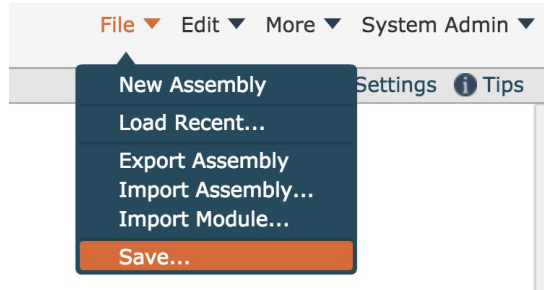 File ▼ Edit ▼ More ▼ System Admin ▼
Settings Tips
New Assembly
Load Recent...
Export Assembly
Import Assembly...
Import Module...
Save...